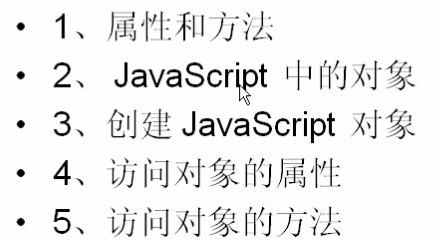 • 1、属性和方法
• 2、 JavaScript 中的对象
• 3、创建 JavaScript 对象
• 4、访问对象的属性
• 5、访问对象的方法